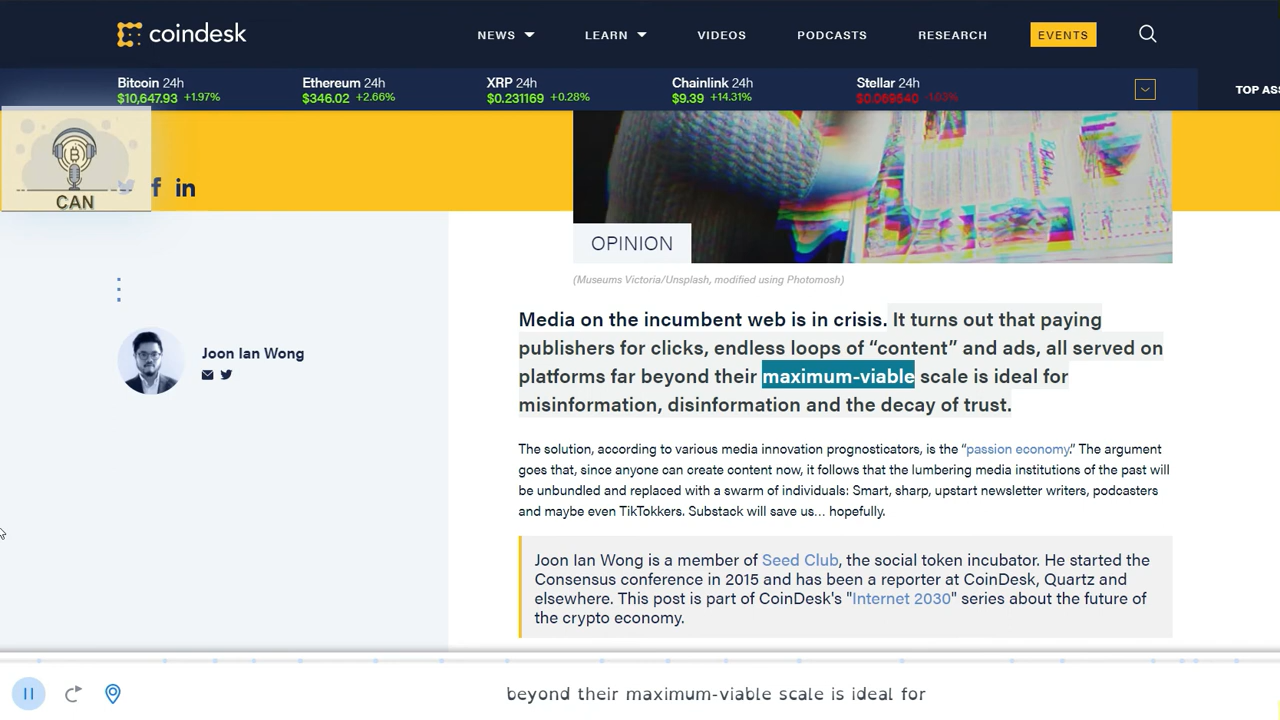 coindesk
NEWS LEARN VIDEOS PODCASTS RESEARCH EVENTS
Bitcoin 24h Ethereum 24h XRP 24h Chainlink 24h Stellar 24h
$10,647.93 +1.97% $346.02 +2.66% $0.231169 +0.28% $9.39 +14.31% $0.069540 -1.03%
TOP ASS
CAN
OPINION
(Museums Victoria/Unsplash, modified using Photomosh)
Joon Ian Wong
Media on the incumbent web is in crisis. It turns out that paying
publishers for clicks, endless loops of “content” and ads, all served on
platforms far beyond their maximum-viable scale is ideal for
misinformation, disinformation and the decay of trust.
The solution, according to various media innovation prognosticators, is the “passion economy.” The argument
goes that, since anyone can create content now, it follows that the lumbering media institutions of the past will
be unbundled and replaced with a swarm of individuals: Smart, sharp, upstart newsletter writers, podcasters
and maybe even TikTokkers. Substack will save us… hopefully.
Joon Ian Wong is a member of Seed Club, the social token incubator. He started the
Consensus conference in 2015 and has been a reporter at CoinDesk, Quartz and
elsewhere. This post is part of CoinDesk's "Internet 2030" series about the future of
the crypto economy.
beyond their maximum-viable scale is ideal for